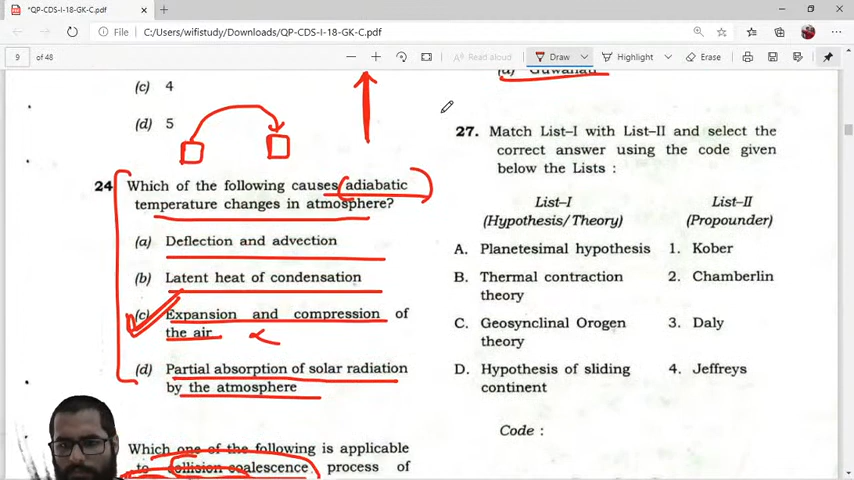 *QP-CDS-I-18-GK-C.pdf
File
C:/Users/wifistudy/Downloads/QP-CDS-I-18-GK-C.pdf
9 of 48
Read aloud
Draw
Highlight
Erase
(c) 4
(d) 5
24
Which of the following causes adiabatic
temperature changes in atmosphere?
(a) Deflection and advection
(b) Latent heat of condensation
(c) Expansion and compression of
the air
(d) Partial absorption of solar radiation
by the atmosphere
Which one of the following is applicable
to collision coalescence process of
(d) Guwahati
27. Match List–I with List–II and select the
correct answer using the code given
below the Lists :
List–I List–II
(Hypothesis/Theory) (Propounder)
A. Planetesimal hypothesis 1. Kober
B. Thermal contraction 2. Chamberlin
theory
C. Geosynclinal Orogen 3. Daly
theory
D. Hypothesis of sliding 4. Jeffreys
continent
Code :